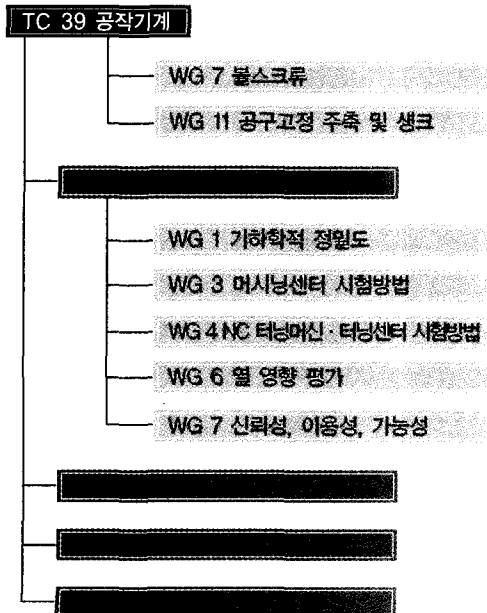 TC 39 공작기계
WG 7 볼스크류
WG 11 공구고정 주축 및 생크
WG 1 기하학적 정밀도
WG 3 머시닝센터 시험방법
WG 4 NC 터닝머신 · 터닝센터 시험방법
WG 6 열 영향 평가
WG 7 신뢰성, 이용성, 가능성